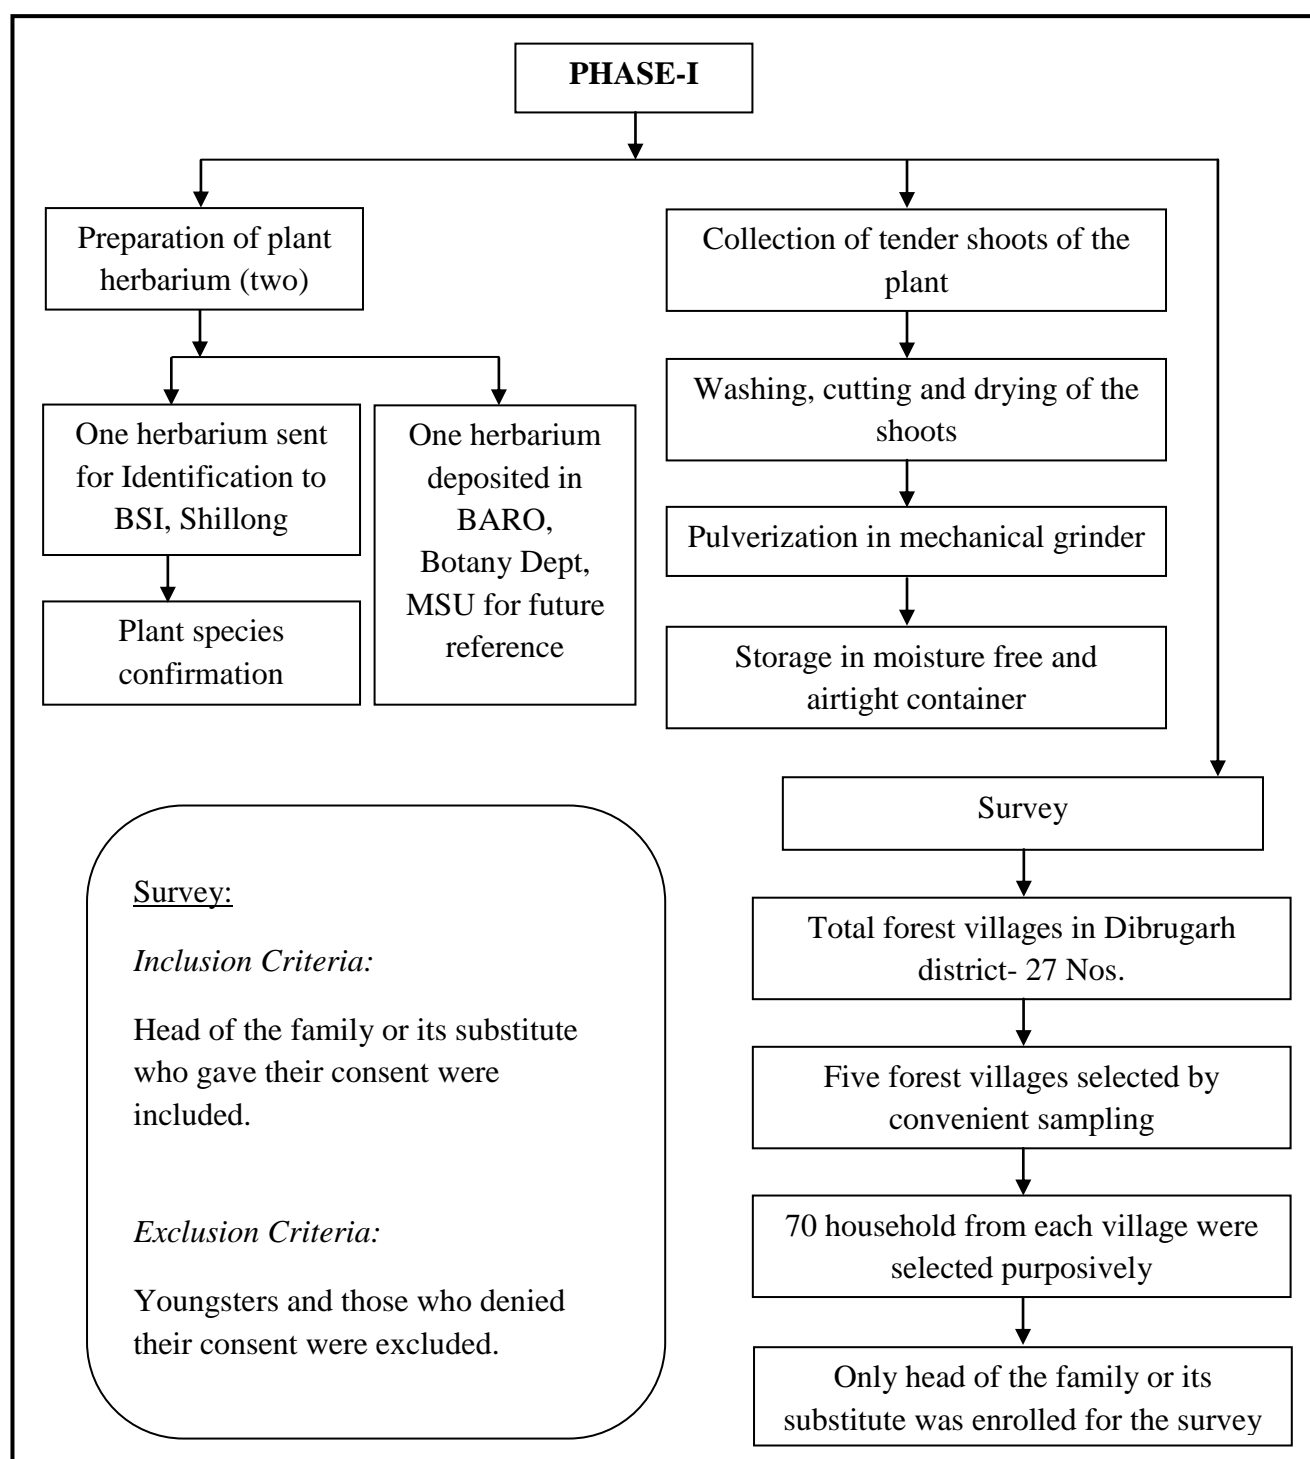 PHASE-I
Preparation of plant
herbarium (two)
One herbarium sent
for Identification to
BSI, Shillong
Plant species
confirmation
One herbarium
deposited in
BARO,
Botany Dept,
MSU for future
reference
Collection of tender shoots of the
plant
Washing, cutting and drying of the
shoots
Pulverization in mechanical grinder
Storage in moisture free and
airtight container
Survey
Total forest villages in Dibrugarh
district- 27 Nos.
Five forest villages selected by
convenient sampling
70 household from each village were
selected purposively
Only head of the family or its
substitute was enrolled for the survey
Survey:
Inclusion Criteria:
Head of the family or its substitute
who gave their consent were
included.
Exclusion Criteria:
Youngsters and those who denied
their consent were excluded.